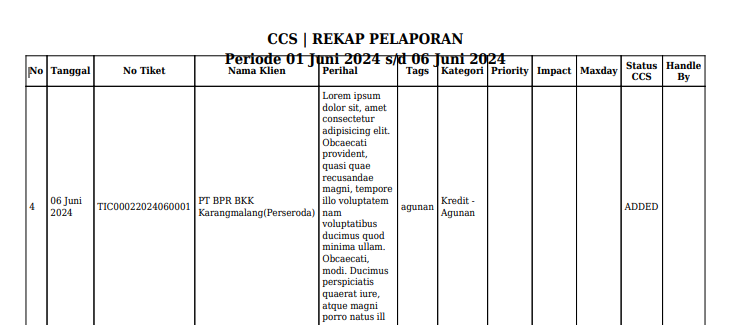 CCS | REKAP PELAPORAN
Periode 01 Juni 2024 s/d 06 Juni 2024
No Tanggal No Tiket Nama Klien Perihal Tags Kategori Priority Impact Maxday Status CCS Handle By
4
06 Juni
2024
TIC00022024060001
PT BPR BKK
Karangmalang(Perseroda)
Lorem ipsum
dolor sit, amet
consectetur
adipisicing elit.
Obcaecati
provident,
quasi quae
recusandae
magni, tempore
illo voluptatem
nam
voluptatibus
ducimus quod
minima ullam.
Obcaecati,
modi. Ducimus
perspiciatis
quaerat iure,
atque magni
porro natus ill
agunan
Kredit -
Agunan
ADDED